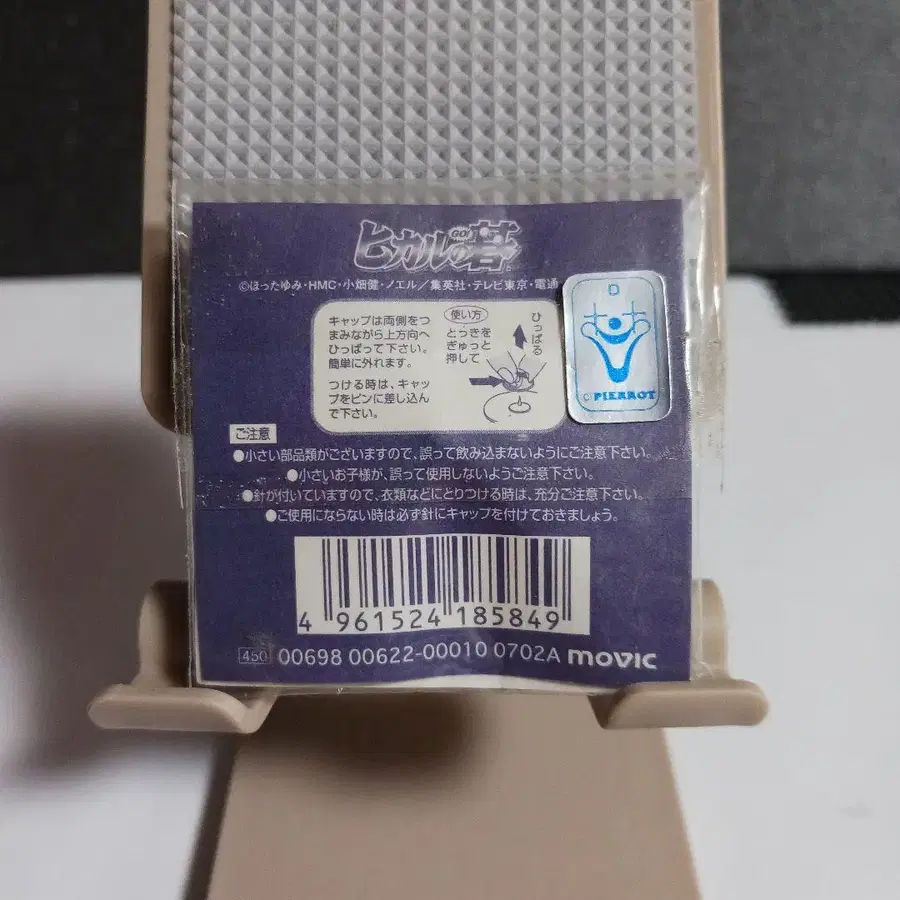 ヒカルの碁
GO!
©ほったゆみ・HMC・小畑健・ノエル／集英社・テレビ東京・電通
キャップは両側をつ
まみながら上方向へ
ひっぱって下さい。
簡単に外れます。
つける時は、キャッ
プをピンに差し込ん
で下さい。
使い方
とっきを
ぎゅっと
押して
ひっぱる
D
©PIERROT
ご注意
●小さい部品類がございますので、誤って飲み込まないようにご注意下さい。
●小さいお子様が、誤って使用しないようご注意下さい。
●針が付いていますので、衣類などにとりつける時は、充分ご注意下さい。
●ご使用にならない時は必ず針にキャップを付けておきましょう。
4 961524 185849
450 00698 00622-00010 0702A movic